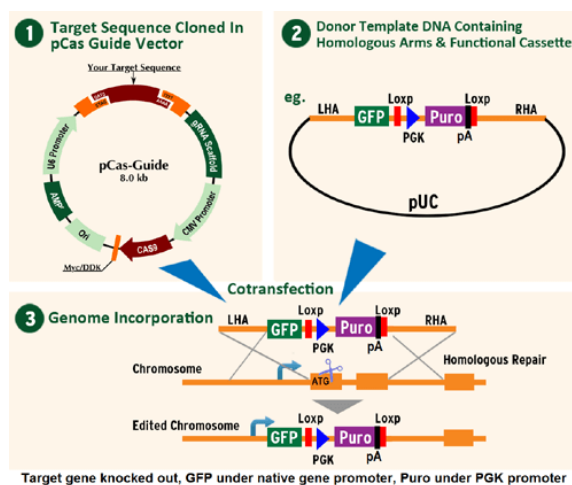 1 Target Sequence Cloned In
pCas Guide Vector
Your Target Sequence
U6 Promoter
gRNA Scaffold
pCas-Guide
8.0 kb
AMPr
CMV Promoter
Ori
CAS9
Myc/DDK
2 Donor Template DNA Containing
Homologous Arms & Functional Cassette
eg.
LHA GFP Loxp PGK Puro pA Loxp RHA
pUC
Cotransfection
3 Genome Incorporation
LHA GFP Loxp PGK Puro pA Loxp RHA
Homologous Repair
Chromosome
ATG
Edited Chromosome
GFP Loxp PGK Puro pA Loxp
Target gene knocked out, GFP under native gene promoter, Puro under PGK promoter